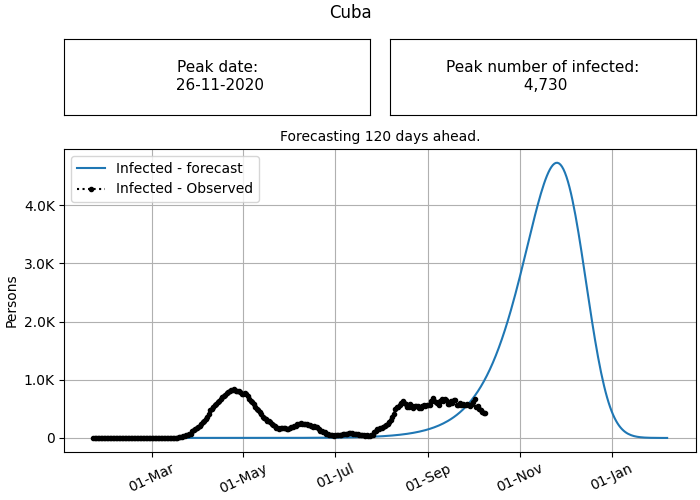 Cuba
Peak date:
26-11-2020
Peak number of infected:
4,730
Forecasting 120 days ahead.
Infected - forecast
Infected - Observed
Persons
4.0K
3.0K
2.0K
1.0K
0
01-Mar
01-May
01-Jul
01-Sep
01-Nov
01-Jan